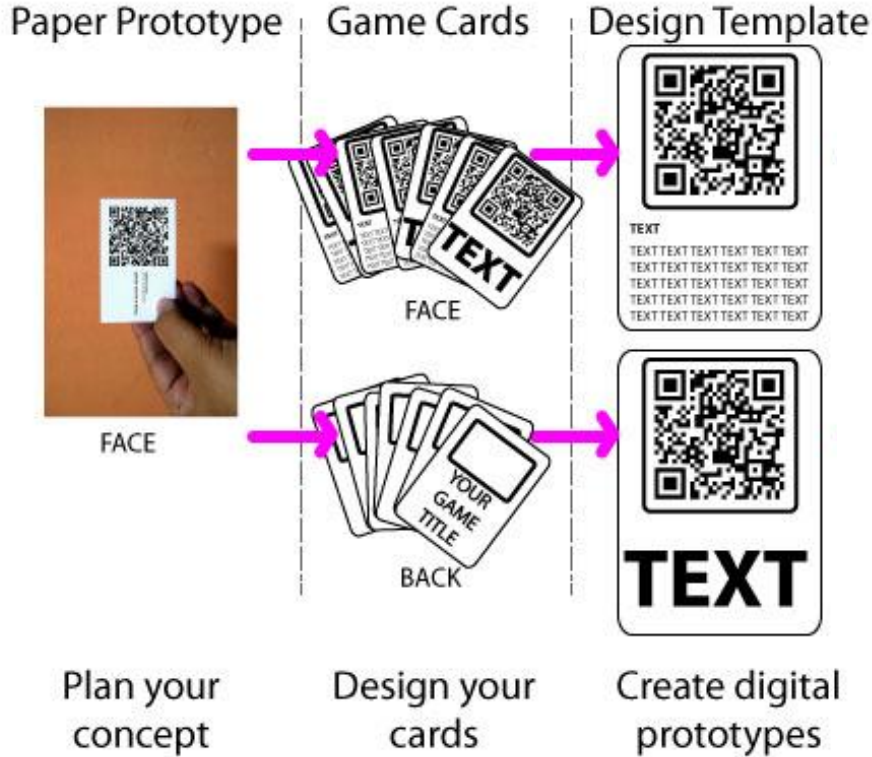 Paper Prototype
Game Cards
Design Template
FACE
TEXT
FACE
TEXT
TEXT TEXT TEXT TEXT TEXT TEXT
TEXT TEXT TEXT TEXT TEXT TEXT
TEXT TEXT TEXT TEXT TEXT TEXT
TEXT TEXT TEXT TEXT TEXT TEXT
TEXT TEXT TEXT TEXT TEXT TEXT
YOUR
GAME
TITLE
BACK
TEXT
Plan your
concept
Design your
cards
Create digital
prototypes